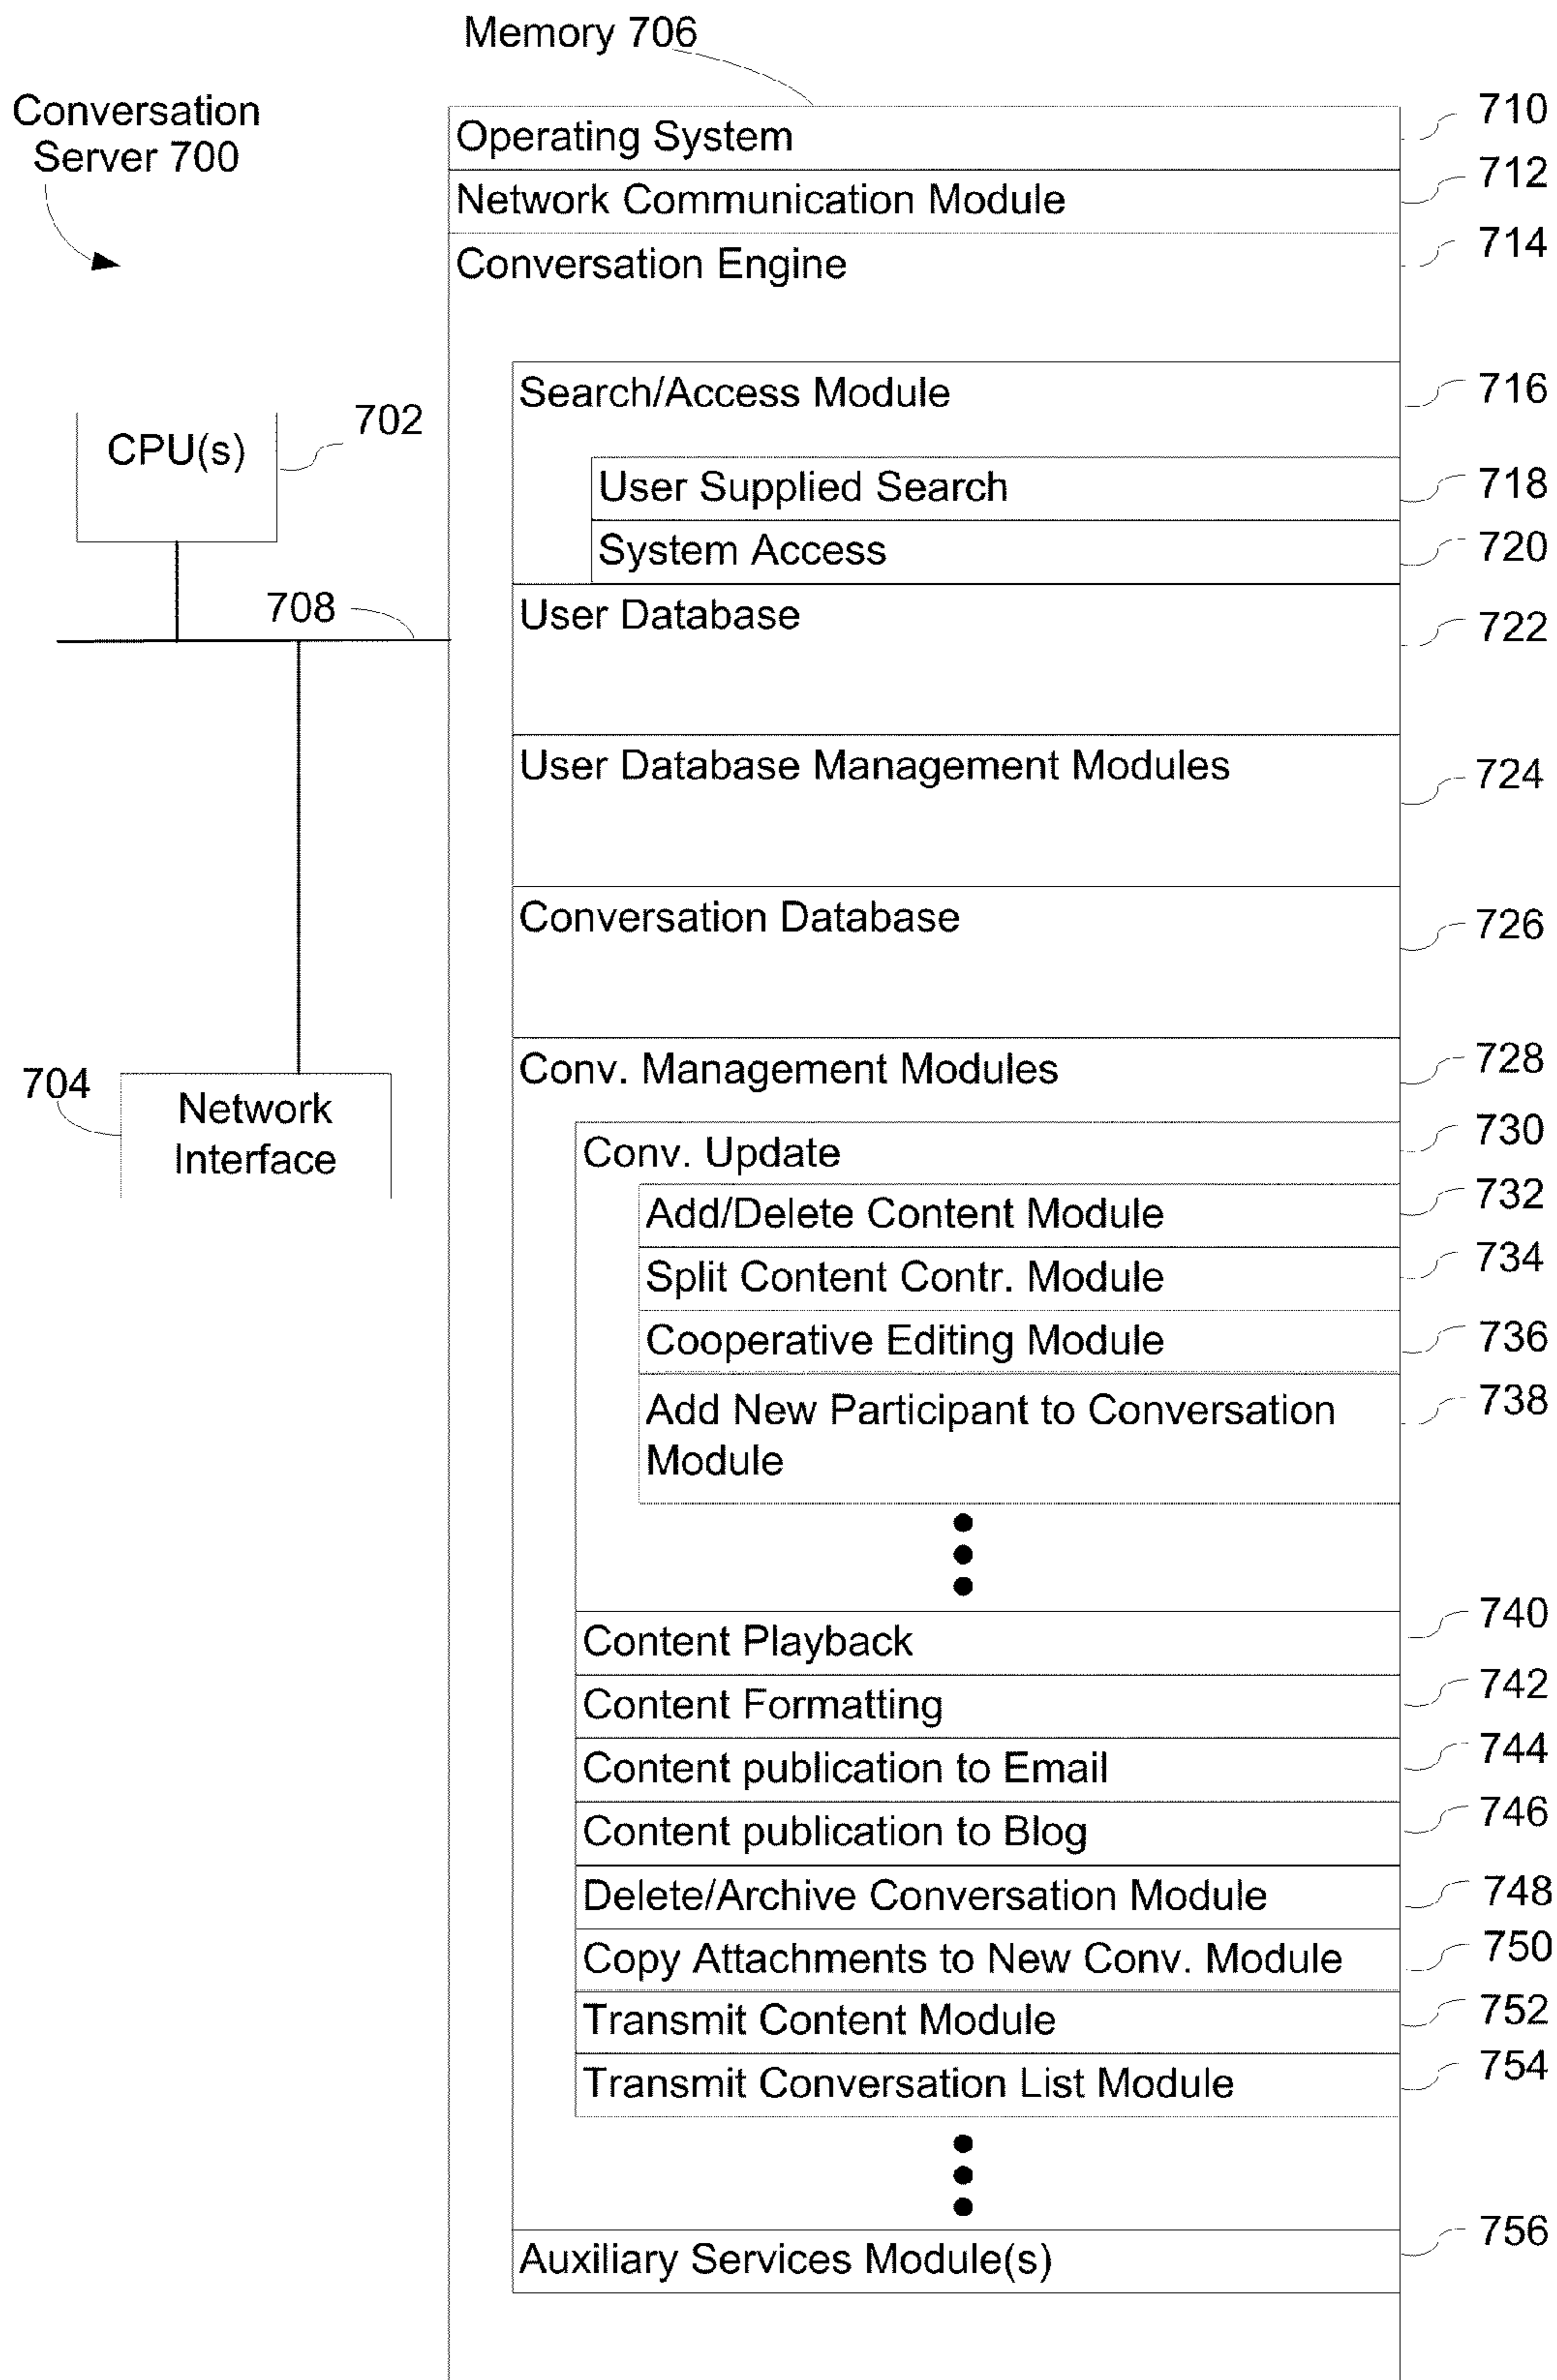 Memory 706
Conversation
Server 700
Operating System
710
Network Communication Module
712
Conversation Engine
714
Search/Access Module
716
CPU(s)
702
User Supplied Search
718
System Access
720
708
User Database
722
User Database Management Modules
724
Conversation Database
726
Conv. Management Modules
728
704
Network
Interface
Conv. Update
730
Add/Delete Content Module
732
Split Content Contr. Module
734
Cooperative Editing Module
736
Add New Participant to Conversation
Module
738
Content Playback
740
Content Formatting
742
Content publication to Email
744
Content publication to Blog
746
Delete/Archive Conversation Module
748
Copy Attachments to New Conv. Module
750
Transmit Content Module
752
Transmit Conversation List Module
754
Auxiliary Services Module(s)
756